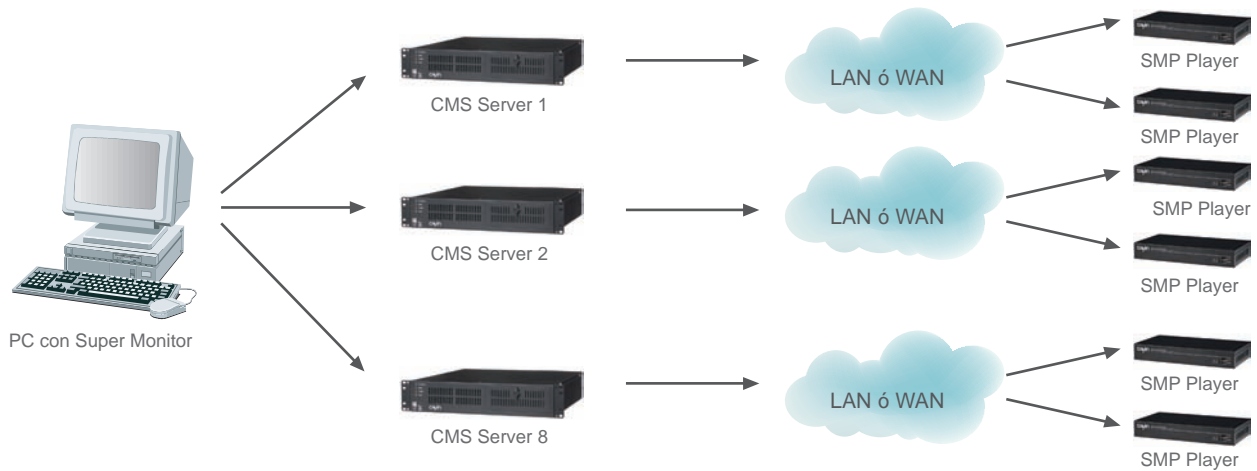 SMP Player
LAN ó WAN
CMS Server 1
SMP Player
SMP Player
LAN ó WAN
CMS Server 2
SMP Player
PC con Super Monitor
SMP Player
LAN ó WAN
CMS Server 8
SMP Player